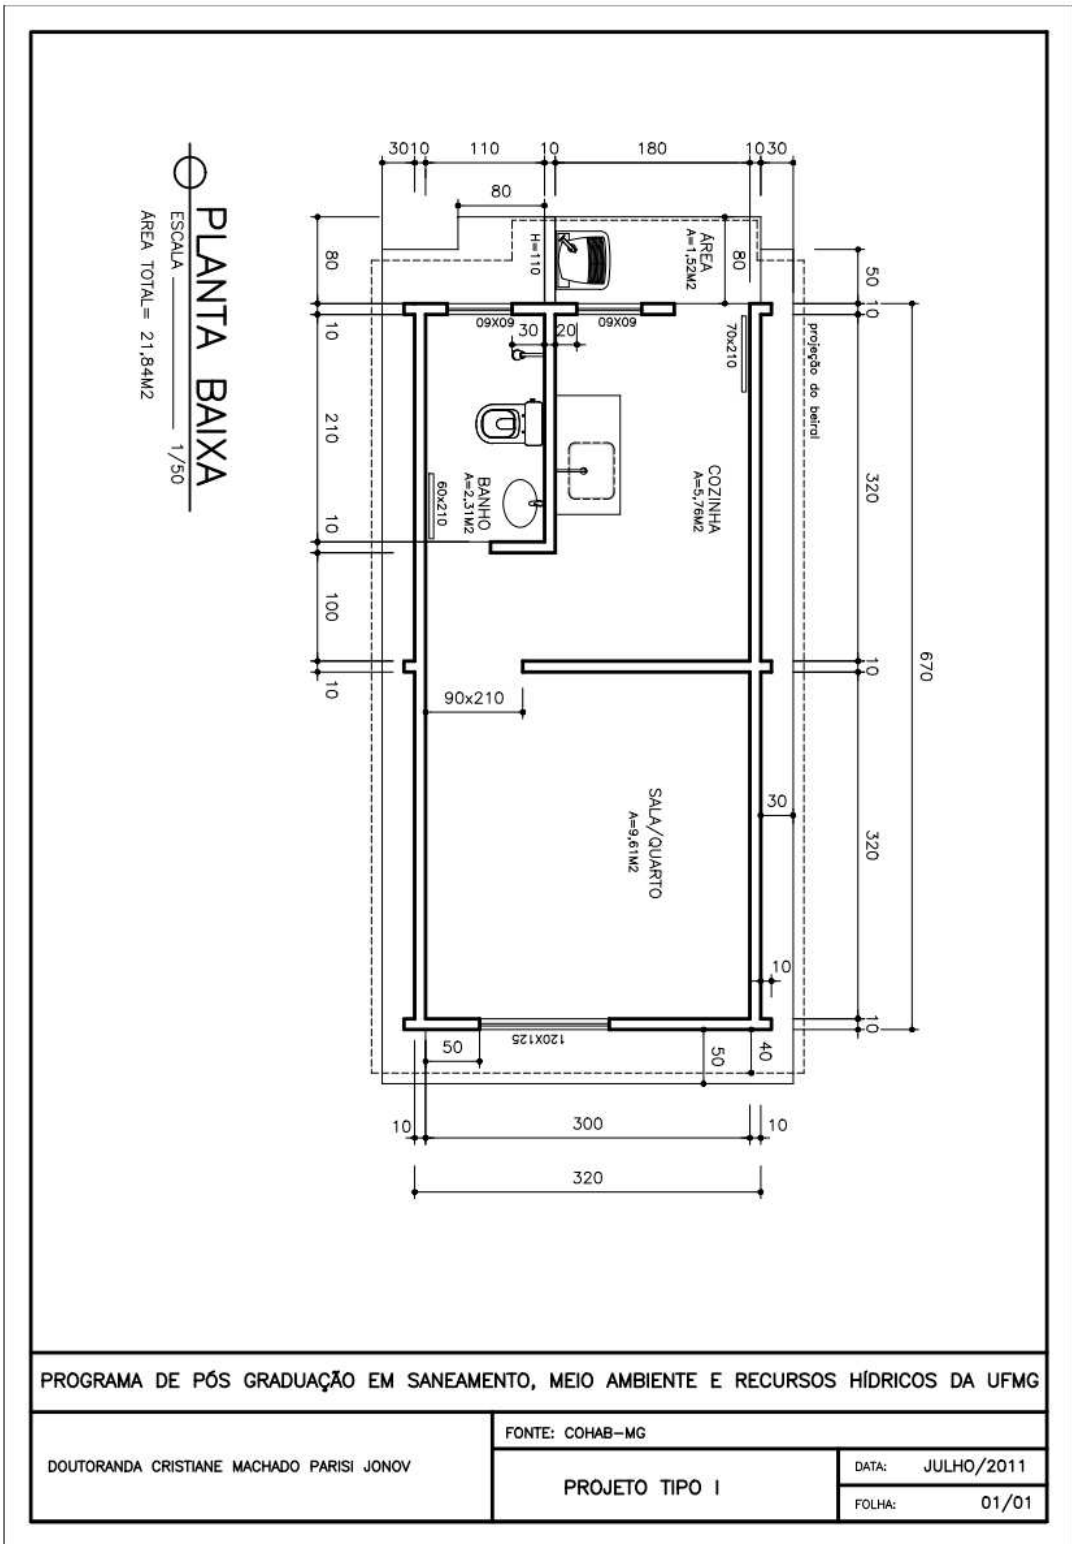 30
10
110
10
180
10
30
80
80
80
50
10
ÁREA
A=1,52M2
H=110
60X60
60X60
30
20
70x210
projeção do beiral
10
210
10
100
10
COZINHA
A=5,76M2
BANHO
A=2,31M2
60x210
320
10
670
90x210
30
SALA/QUARTO
A=9,61M2
320
10
10
120X125
50
50
40
10
300
10
320
PLANTA BAIXA
ESCALA 1/50
ÁREA TOTAL= 21,84M2
PROGRAMA DE PÓS GRADUAÇÃO EM SANEAMENTO, MEIO AMBIENTE E RECURSOS HÍDRICOS DA UFMG
DOUTORANDA CRISTIANE MACHADO PARISI JONOV
FONTE: COHAB-MG
PROJETO TIPO I
DATA: JULHO/2011
FOLHA: 01/01